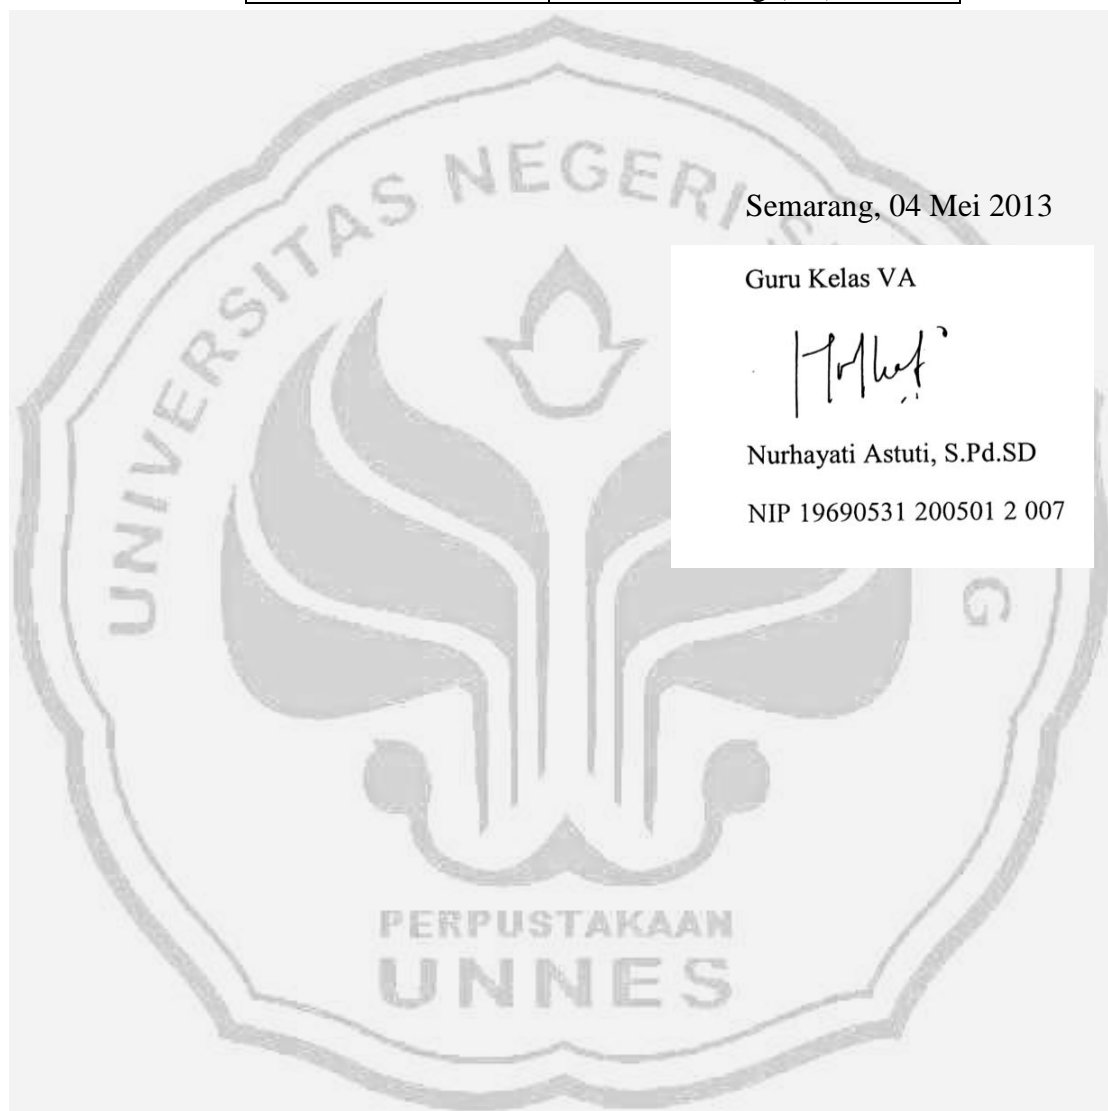 Semarang, 04 Mei 2013
Guru Kelas VA
Nurhayati Astuti, S.Pd.SD
NIP 19690531 200501 2 007
UNIVERSITAS NEGERI S G
PERPUSTAKAAN
UNNES